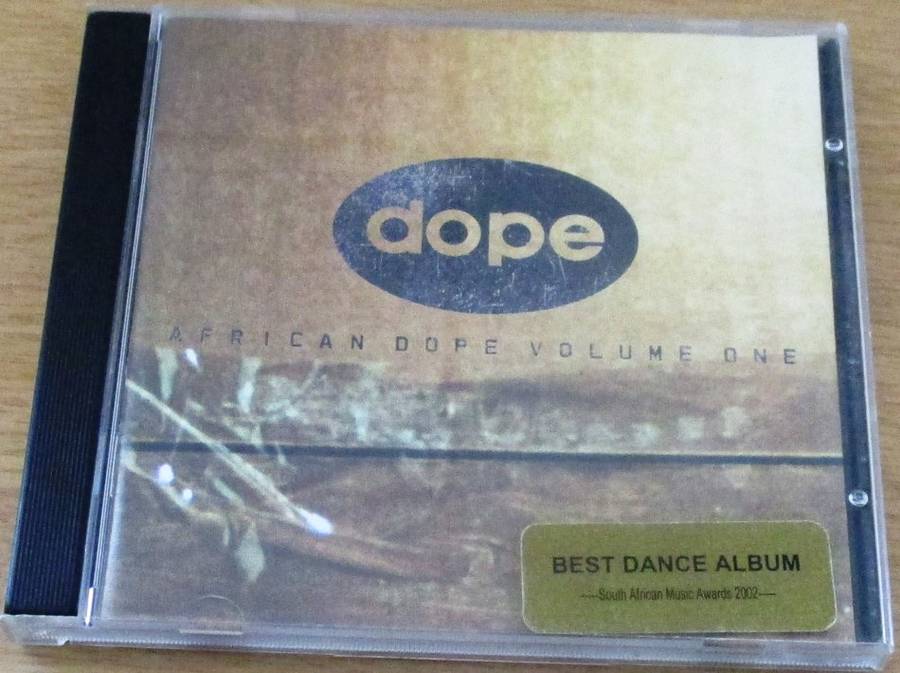 dope
AFRICAN DOPE VOLUME ONE
BEST DANCE ALBUM
----South African Music Awards 2002----